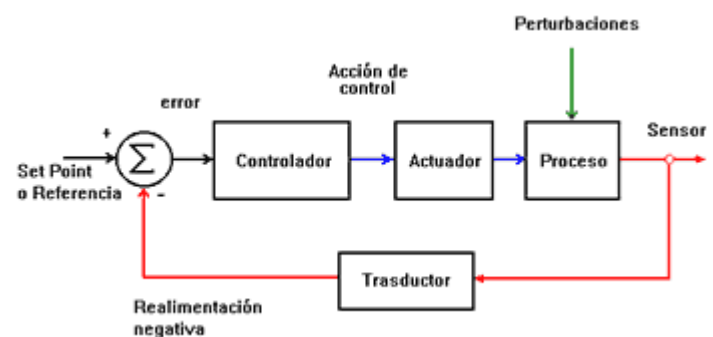 Perturbaciones
Acción de
control
error
Sensor
+
Σ
Controlador
Actuador
Proceso
Set Point
o Referencia
-
Trasductor
Realimentación
negativa